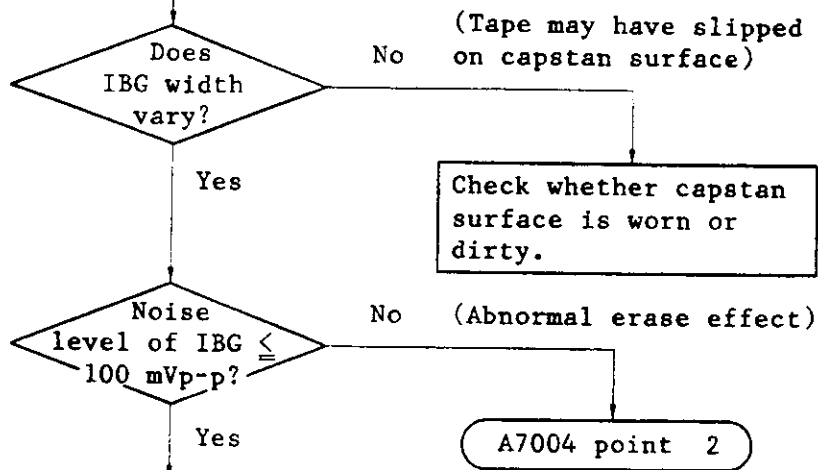 Does
IBG width
vary?
No
(Tape may have slipped
on capstan surface)
Yes
Check whether capstan
surface is worn or
dirty.
Noise
level of IBG ≦
100 mVp-p?
No
(Abnormal erase effect)
Yes
A7004 point 2